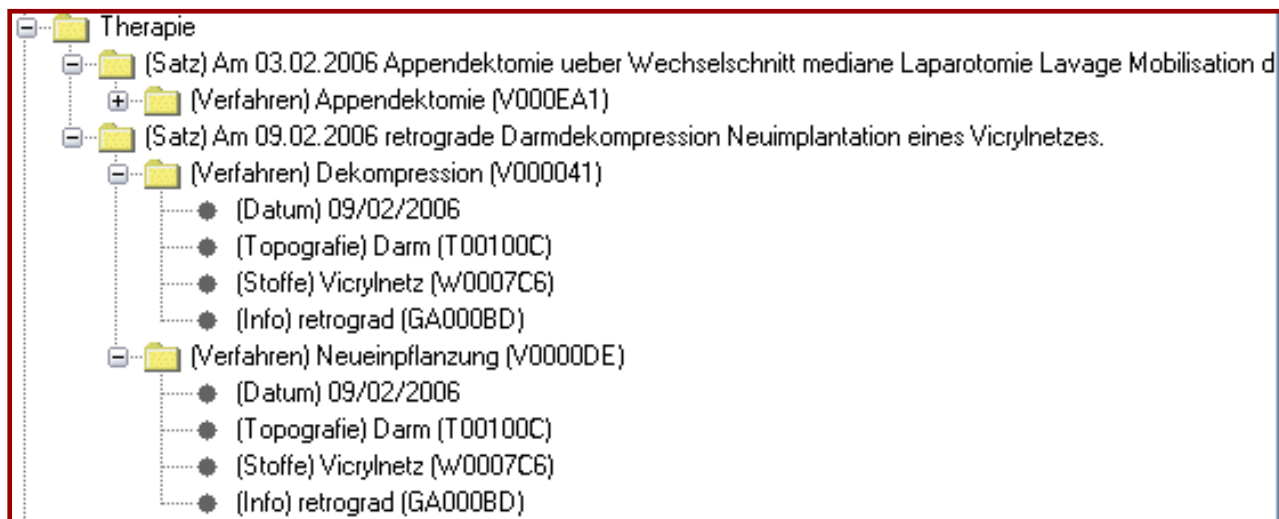 Therapie
(Satz) Am 03.02.2006 Appendektomie ueber Wechselschnitt mediane Laparotomie Lavage Mobilisation d
(Verfahren) Appendektomie (V000EA1)
(Satz) Am 09.02.2006 retrograde Darmdekompression Neuimplantation eines Vicrylnetzes.
(Verfahren) Dekompression (V000041)
(Datum) 09/02/2006
(Topografie) Darm (T00100C)
(Stoffe) Vicrylnetz (W0007C6)
(Info) retrograd (GA000BD)
(Verfahren) Neueinpflanzung (V0000DE)
(Datum) 09/02/2006
(Topografie) Darm (T00100C)
(Stoffe) Vicrylnetz (W0007C6)
(Info) retrograd (GA000BD)